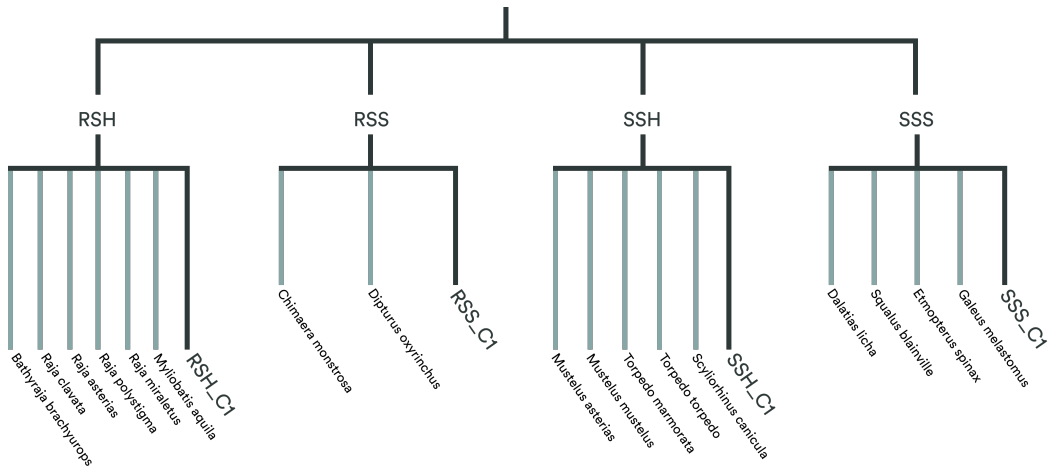 RSH
RSS
SSH
SSS
Bathyraja brachyurops
Raja clavata
Raja asterias
Raja polystigma
Raja miraletus
Myliobatis aquila
RSH_C1
Chimaera monstrosa
Dipturus oxyrinchus
RSS_C1
Mustelus asterias
Mustelus mustelus
Torpedo marmorata
Torpedo torpedo
Scyliorhinus canicula
SSH_C1
Dalatias licha
Squalus blainville
Etmopterus spinax
Galeus melastomus
SSS_C1